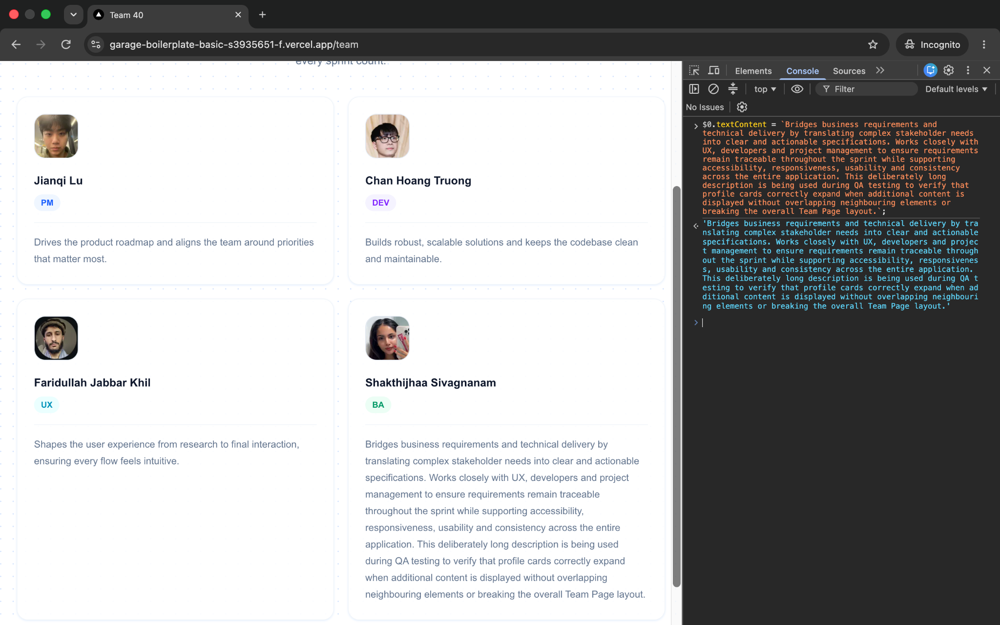 Team 40
garage-boilerplate-basic-s3935651-f.vercel.app/team
Incognito
every sprint count.
Jianqi Lu
PM
Drives the product roadmap and aligns the team around priorities
that matter most.
Chan Hoang Truong
DEV
Builds robust, scalable solutions and keeps the codebase clean
and maintainable.
Faridullah Jabbar Khil
UX
Shapes the user experience from research to final interaction,
ensuring every flow feels intuitive.
Shakthijhaa Sivagnanam
BA
Bridges business requirements and technical delivery by
translating complex stakeholder needs into clear and actionable
specifications. Works closely with UX, developers and project
management to ensure requirements remain traceable
throughout the sprint while supporting accessibility,
responsiveness, usability and consistency across the entire
application. This deliberately long description is being used
during QA testing to verify that profile cards correctly expand
when additional content is displayed without overlapping
neighbouring elements or breaking the overall Team Page layout.
Elements
Console
Sources
top
Filter
Default levels
No Issues
$0.textContent = `Bridges business requirements and
technical delivery by translating complex stakeholder needs
into clear and actionable specifications. Works closely with
UX, developers and project management to ensure requirements
remain traceable throughout the sprint while supporting
accessibility, responsiveness, usability and consistency
across the entire application. This deliberately long
description is being used during QA testing to verify that
profile cards correctly expand when additional content is
displayed without overlapping neighbouring elements or
breaking the overall Team Page layout.`;
'Bridges business requirements and technical delivery by tra
nslating complex stakeholder needs into clear and actionable
specifications. Works closely with UX, developers and projec
t management to ensure requirements remain traceable through
out the sprint while supporting accessibility, responsivenes
s, usability and consistency across the entire application.
This deliberately long description is being used during QA t
esting to verify that profile cards correctly expand when ad
ditional content is displayed without overlapping neighbouri
ng elements or breaking the overall Team Page layout.'